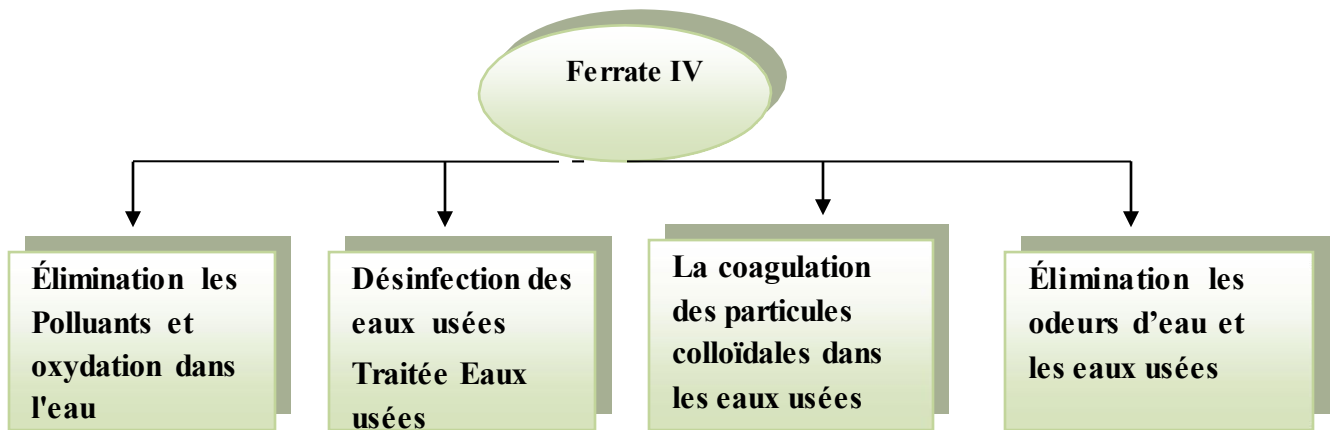 Ferrate IV
Élimination les
Polluants et
oxydation dans
l'eau
Désinfection des
eaux usées
Traitée Eaux
usées
La coagulation
des particules
colloïdales dans
les eaux usées
Élimination les
odeurs d’eau et
les eaux usées